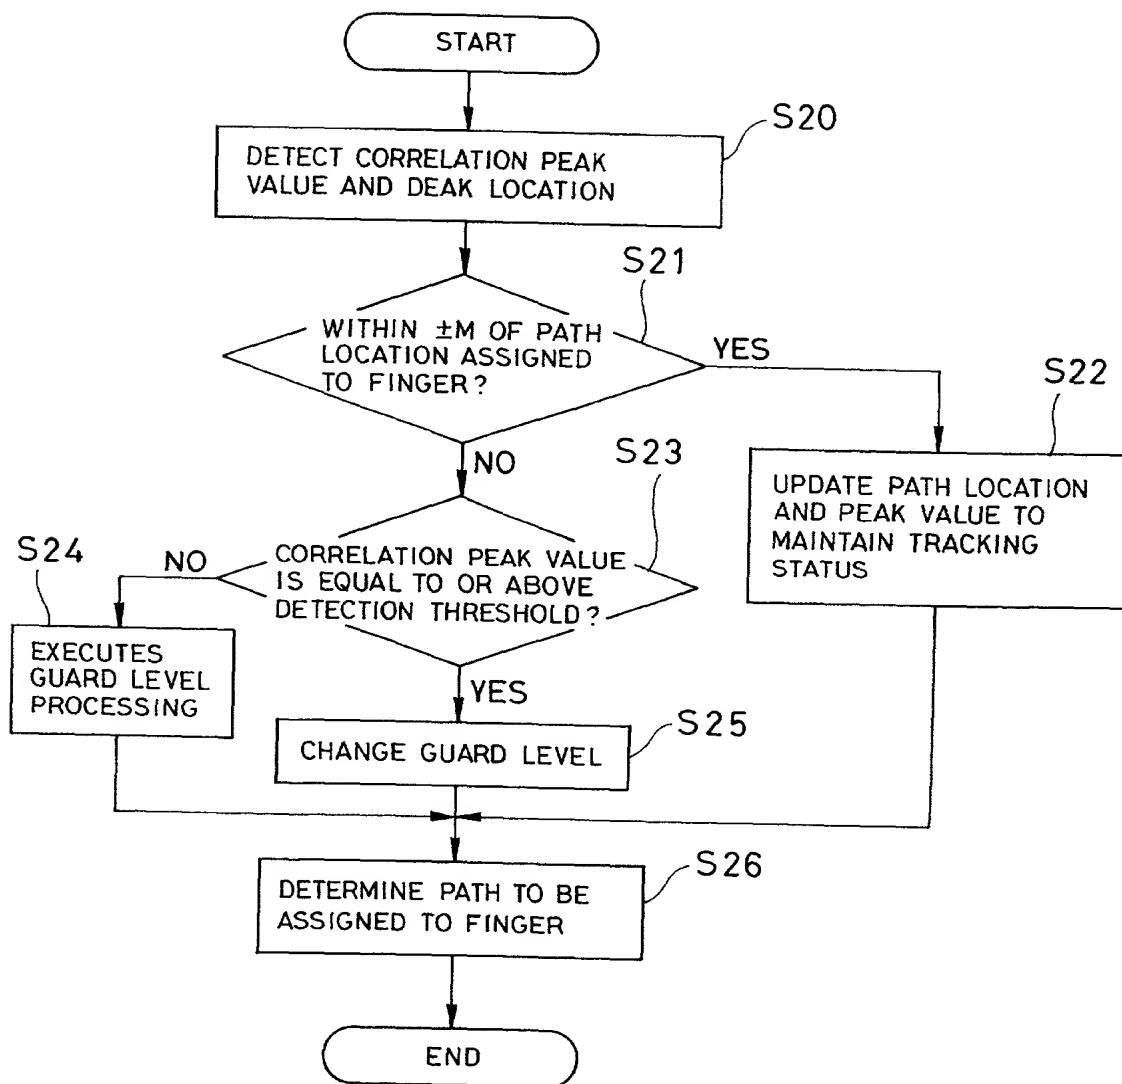 START
S20
DETECT CORRELATION PEAK
VALUE AND DEAK LOCATION
S21
WITHIN ±M OF PATH
LOCATION ASSIGNED
TO FINGER?
YES
S22
UPDATE PATH LOCATION
AND PEAK VALUE TO
MAINTAIN TRACKING
STATUS
NO
S23
CORRELATION PEAK VALUE
IS EQUAL TO OR ABOVE
DETECTION THRESHOLD?
NO
S24
EXECUTES
GUARD LEVEL
PROCESSING
YES
S25
CHANGE GUARD LEVEL
S26
DETERMINE PATH TO BE
ASSIGNED TO FINGER
END